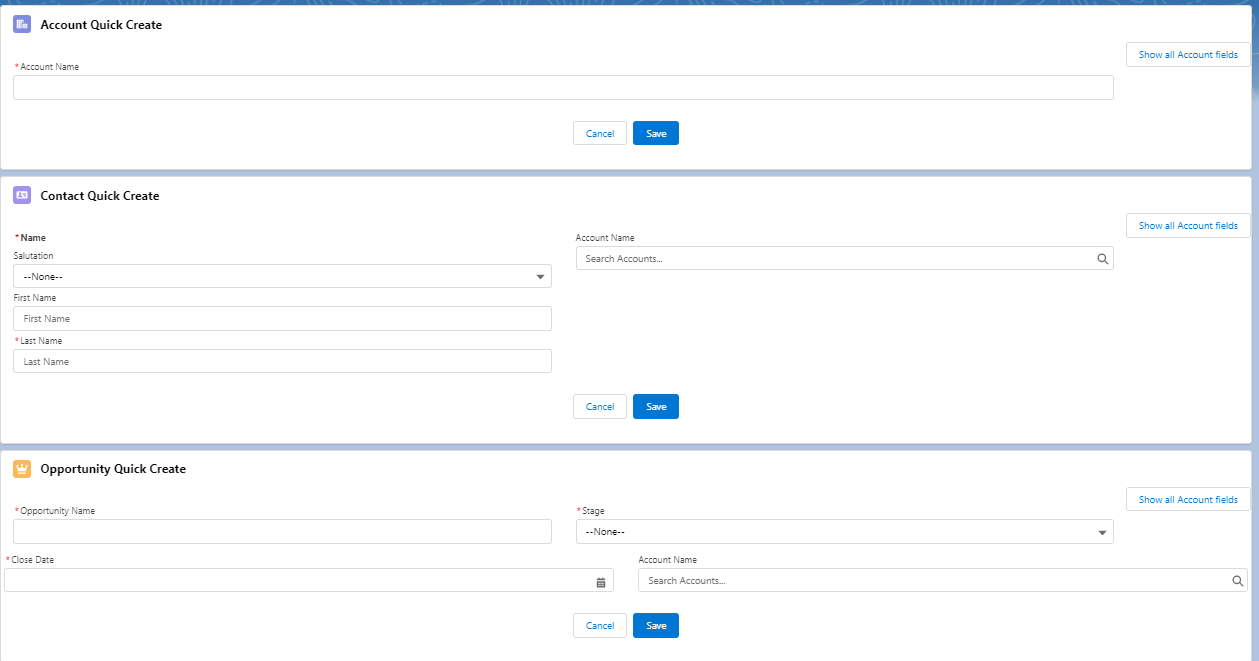 Account Quick Create
Show all Account fields
*Account Name
Cancel Save
Contact Quick Create
Show all Account fields
*Name
Account Name
Salutation
Search Accounts...
--None--
First Name
First Name
*Last Name
Last Name
Cancel Save
Opportunity Quick Create
Show all Account fields
*Opportunity Name *Stage
--None--
*Close Date Account Name
Search Accounts...
Cancel Save